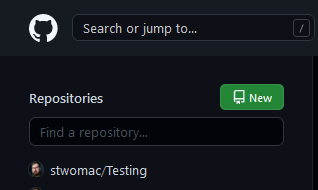 Search or jump to... /
Repositories
New
Find a repository...
stwomac/Testing